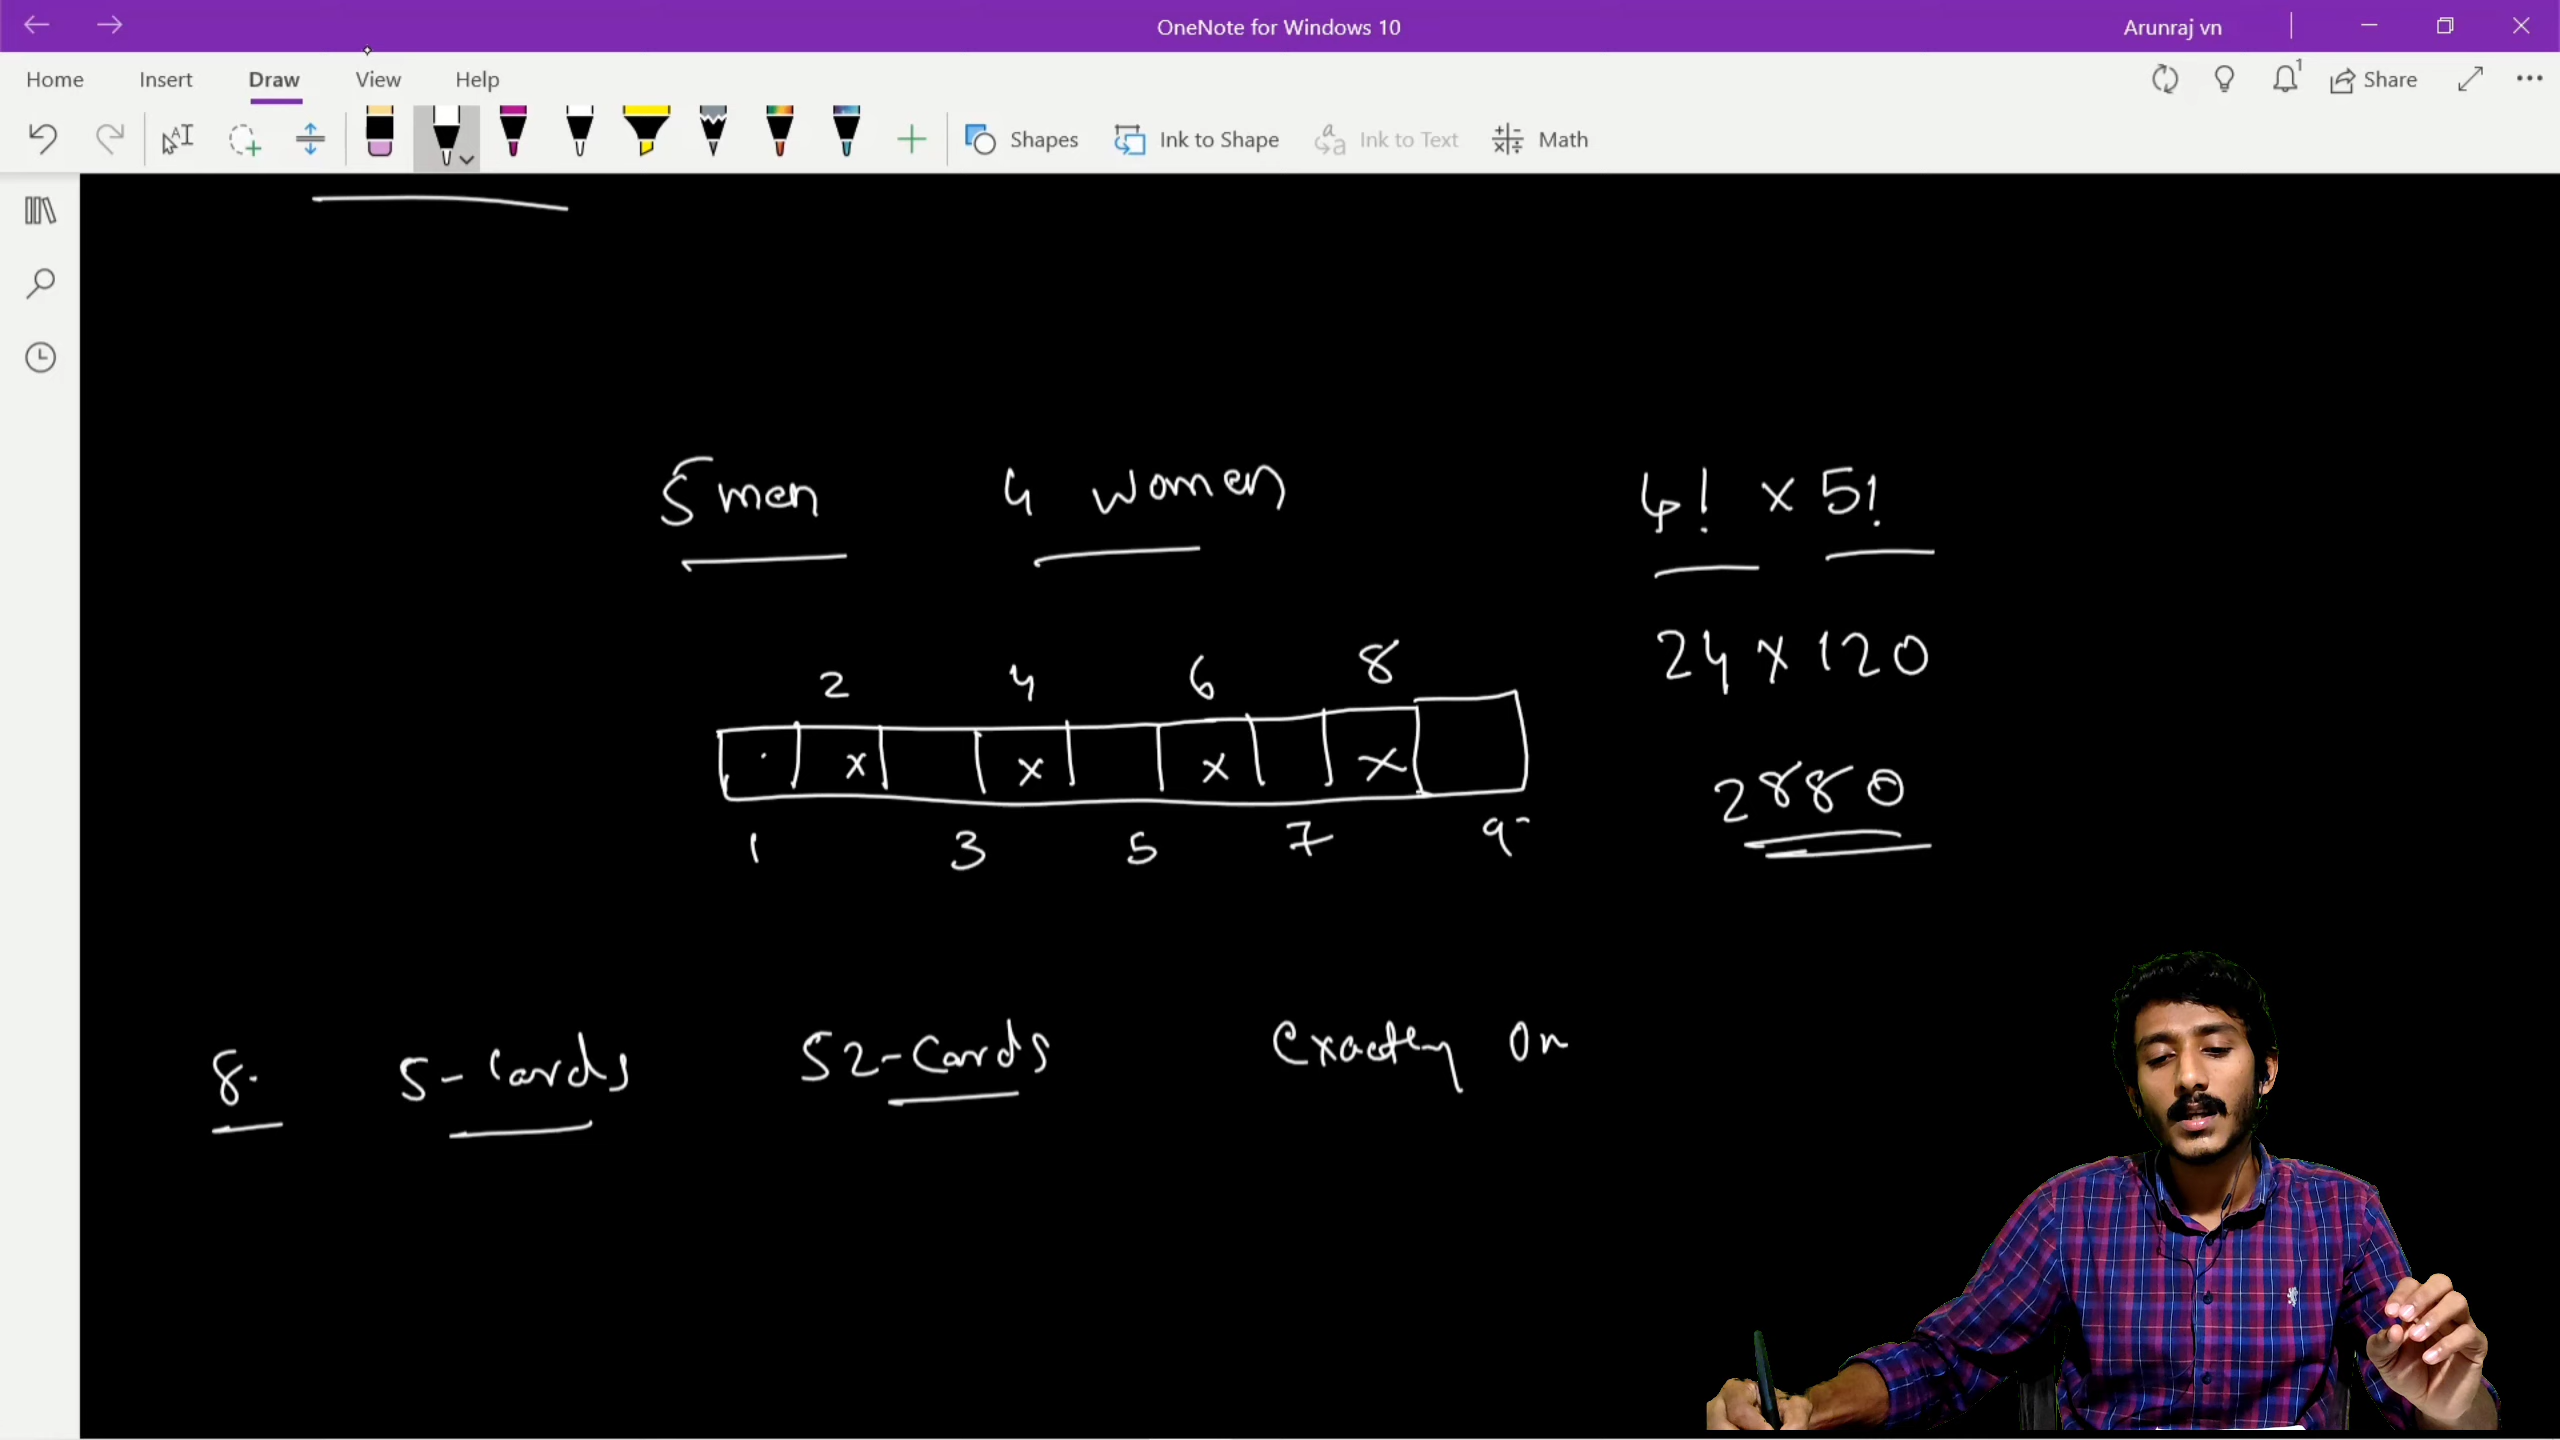 OneNote for Windows 10
Arunraj vn
Home Insert Draw View Help
1 Share
Shapes Ink to Shape Ink to Text Math
5 men 4 women 4! x 5!
24 x 120
2 4 6 8
x x x x
2880
1 3 5 7 9
8. 5-cards 52-cards exactly on